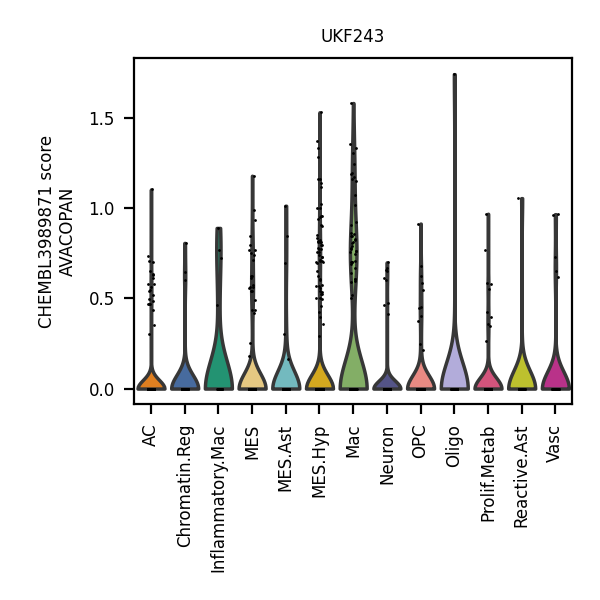 UKF243
CHEMBL3989871 score
AVACOPAN
1.5
1.0
0.5
0.0
AC
Chromatin.Reg
Inflammatory.Mac
MES
MES.Ast
MES.Hyp
Mac
Neuron
OPC
Oligo
Prolif.Metab
Reactive.Ast
Vasc